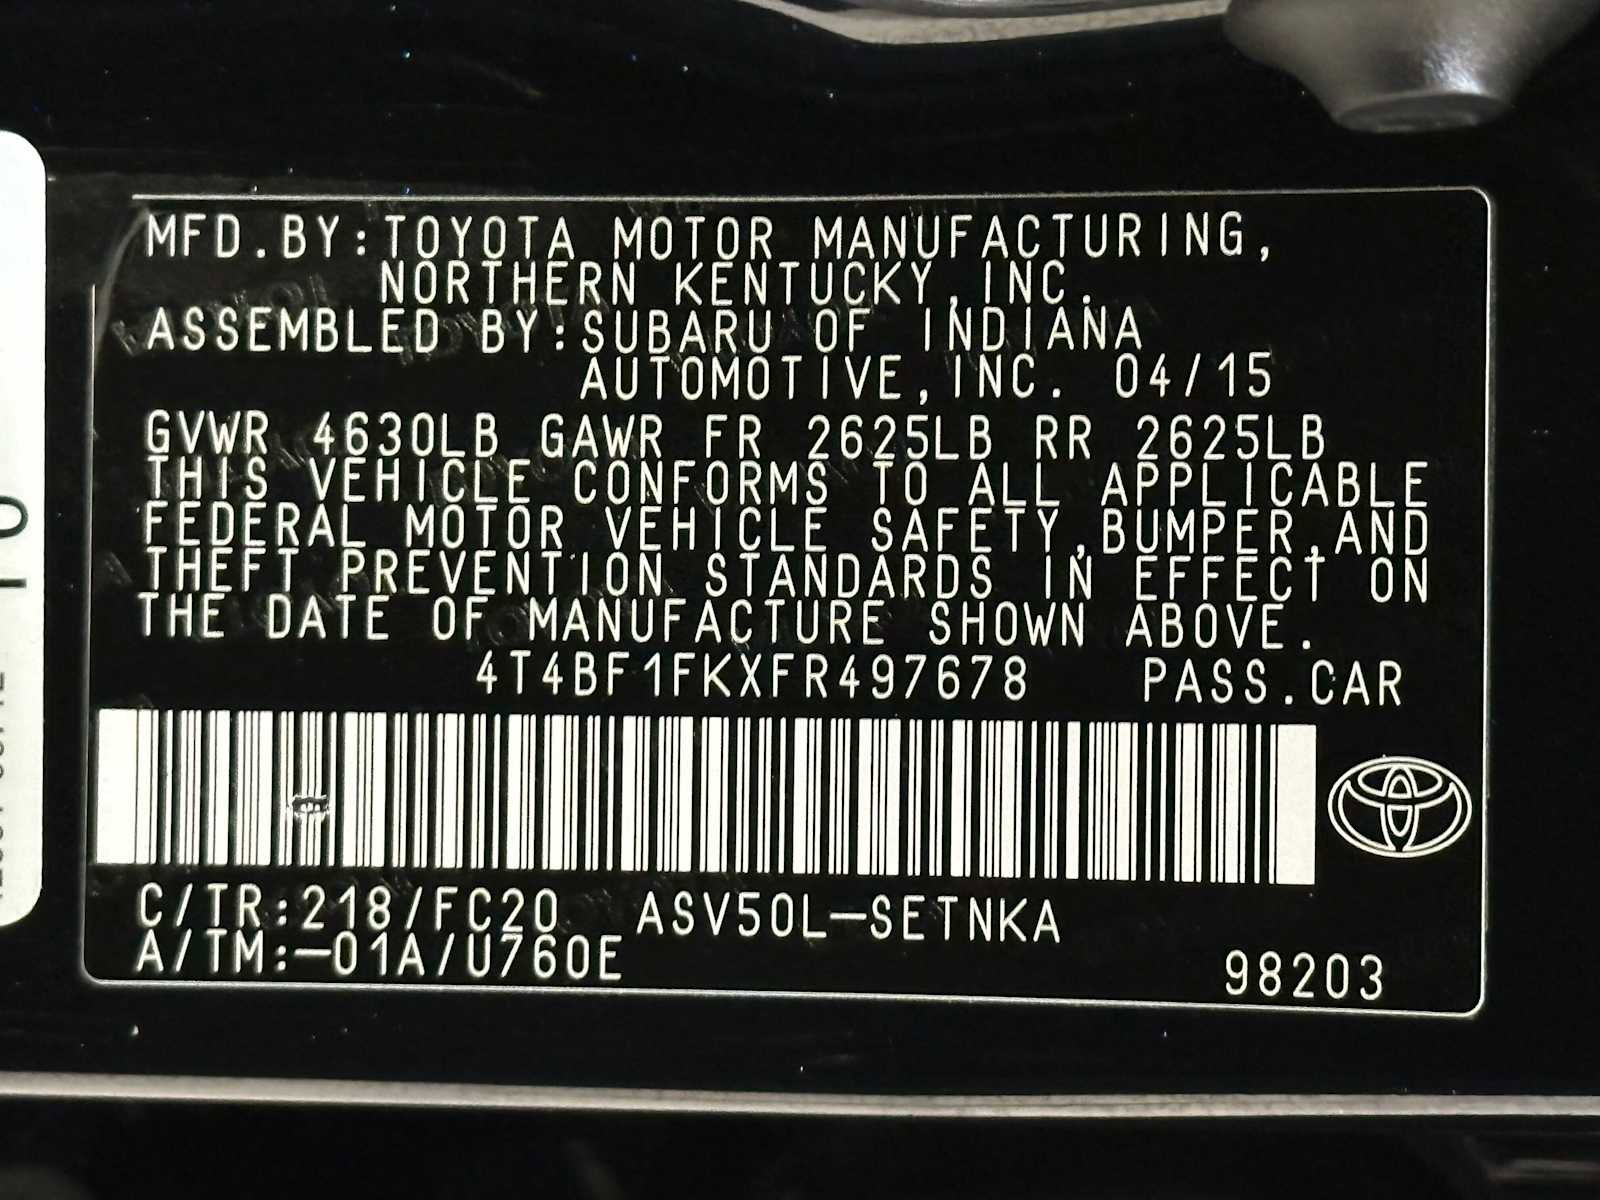 MFD.BY:TOYOTA MOTOR MANUFACTURING,
NORTHERN KENTUCKY,INC.
ASSEMBLED BY:SUBARU OF INDIANA
AUTOMOTIVE,INC. 04/15
GVWR 4630LB GAWR FR 2625LB RR 2625LB
THIS VEHICLE CONFORMS TO ALL APPLICABLE
FEDERAL MOTOR VEHICLE SAFETY,BUMPER,AND
THEFT PREVENTION STANDARDS IN EFFECT ON
THE DATE OF MANUFACTURE SHOWN ABOVE.
4T4BF1FKXFR497678 PASS.CAR
C/TR:218/FC20 ASV50L-SETNKA
A/TM:-01A/U760E
98203